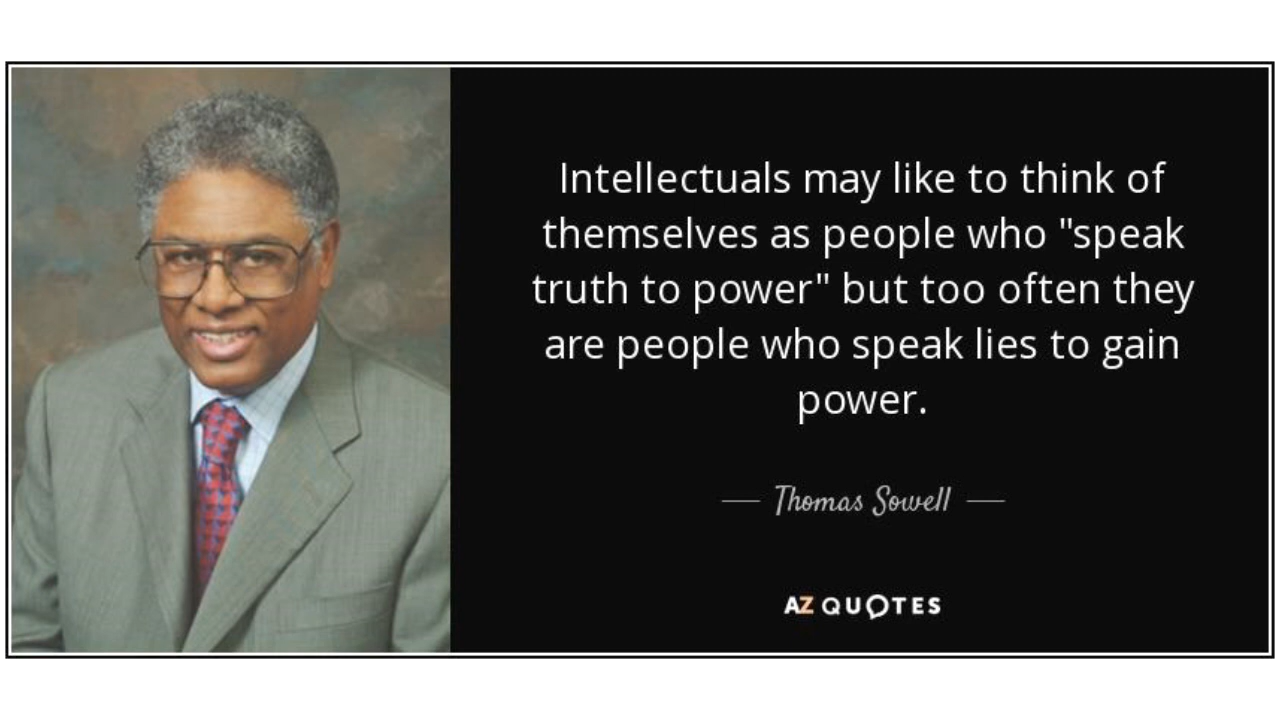 Intellectuals may like to think of
themselves as people who "speak
truth to power" but too often they
are people who speak lies to gain
power.
Thomas Sowell
AZ QUOTES